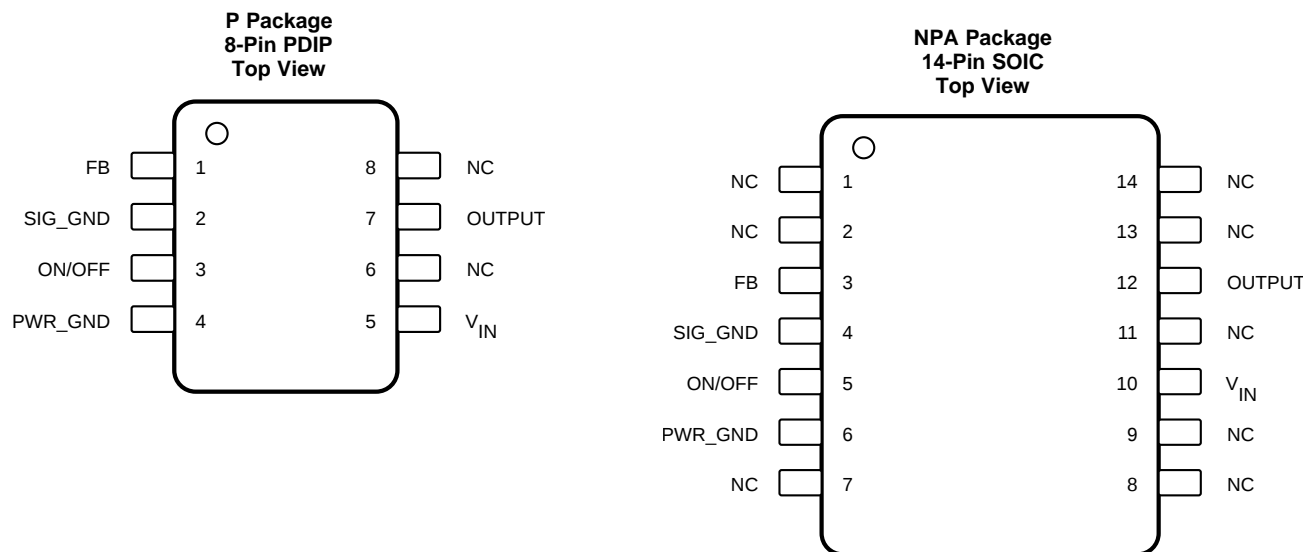 P Package
8-Pin PDIP
Top View
FB 1 8 NC
SIG_GND 2 7 OUTPUT
ON/OFF 3 6 NC
PWR_GND 4 5 VIN
NPA Package
14-Pin SOIC
Top View
NC 1 14 NC
NC 2 13 NC
FB 3 12 OUTPUT
SIG_GND 4 11 NC
ON/OFF 5 10 VIN
PWR_GND 6 9 NC
NC 7 8 NC